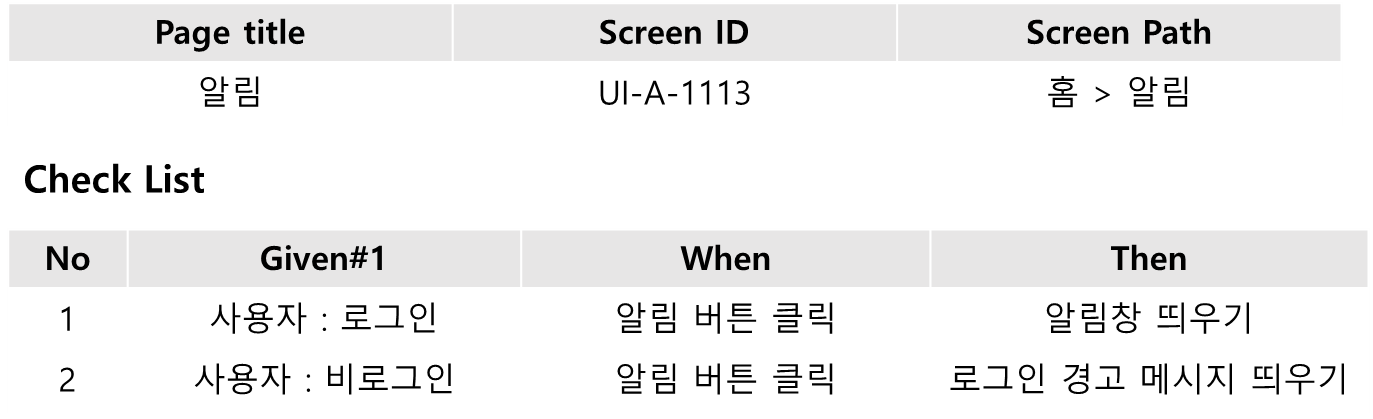 Page title Screen ID Screen Path
알림 UI-A-1113 홈 > 알림
Check List
No Given#1 When Then
1 사용자 : 로그인 알림 버튼 클릭 알림창 띄우기
2 사용자 : 비로그인 알림 버튼 클릭 로그인 경고 메시지 띄우기